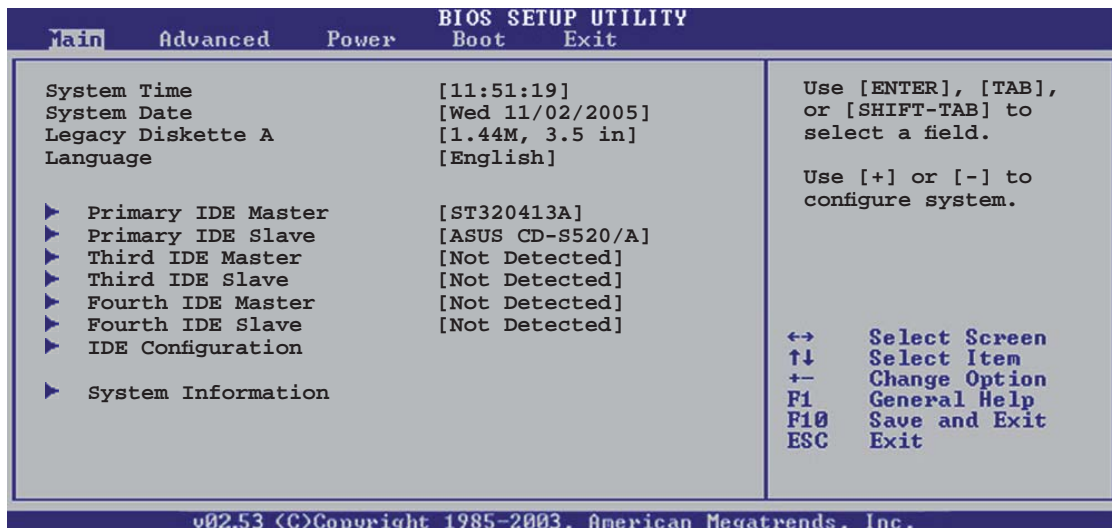 BIOS SETUP UTILITY
Main Advanced Power Boot Exit
System Time [11:51:19]
System Date [Wed 11/02/2005]
Legacy Diskette A [1.44M, 3.5 in]
Language [English]
Primary IDE Master [ST320413A]
Primary IDE Slave [ASUS CD-S520/A]
Third IDE Master [Not Detected]
Third IDE Slave [Not Detected]
Fourth IDE Master [Not Detected]
Fourth IDE Slave [Not Detected]
IDE Configuration
System Information
Use [ENTER], [TAB],
or [SHIFT-TAB] to
select a field.
Use [+] or [-] to
configure system.
←→ Select Screen
↑↓ Select Item
+- Change Option
F1 General Help
F10 Save and Exit
ESC Exit
v02.53 (C)Copyright 1985-2003, American Megatrends, Inc.